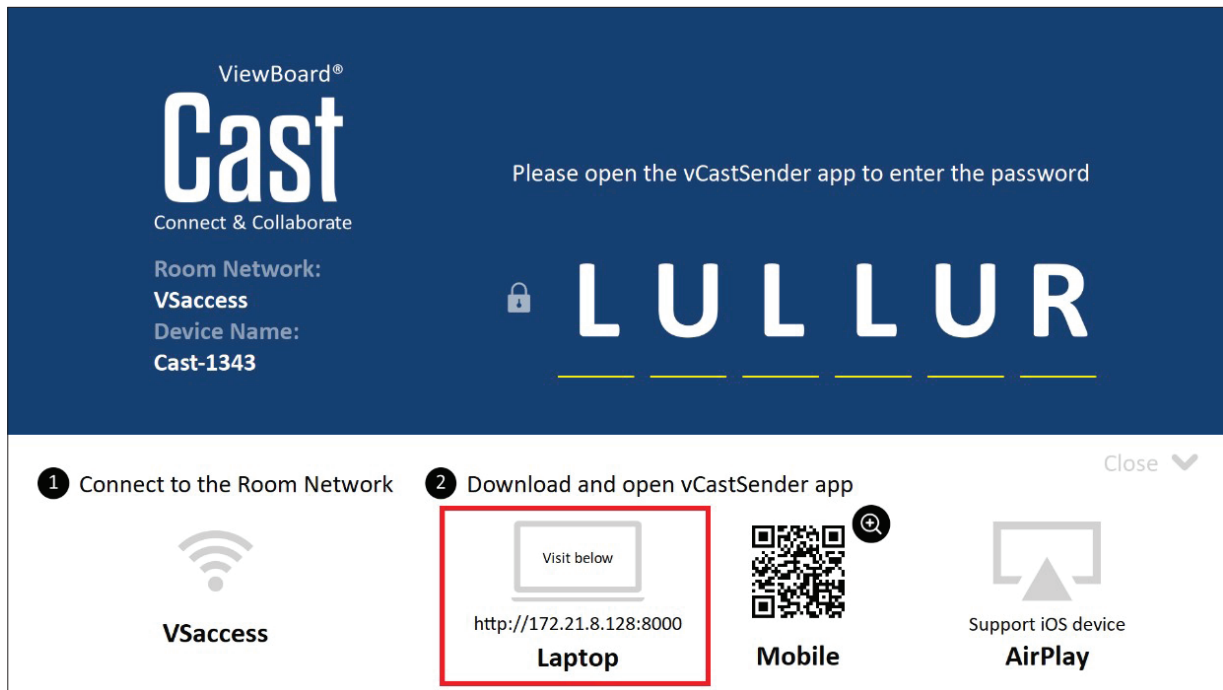 ViewBoard®
Cast
Connect & Collaborate
Room Network:
VSaccess
Device Name:
Cast-1343
Please open the vCastSender app to enter the password
LULLUR
Close
1 Connect to the Room Network
VSaccess
2 Download and open vCastSender app
Visit below
http://172.21.8.128:8000
Laptop
Mobile
Support iOS device
AirPlay